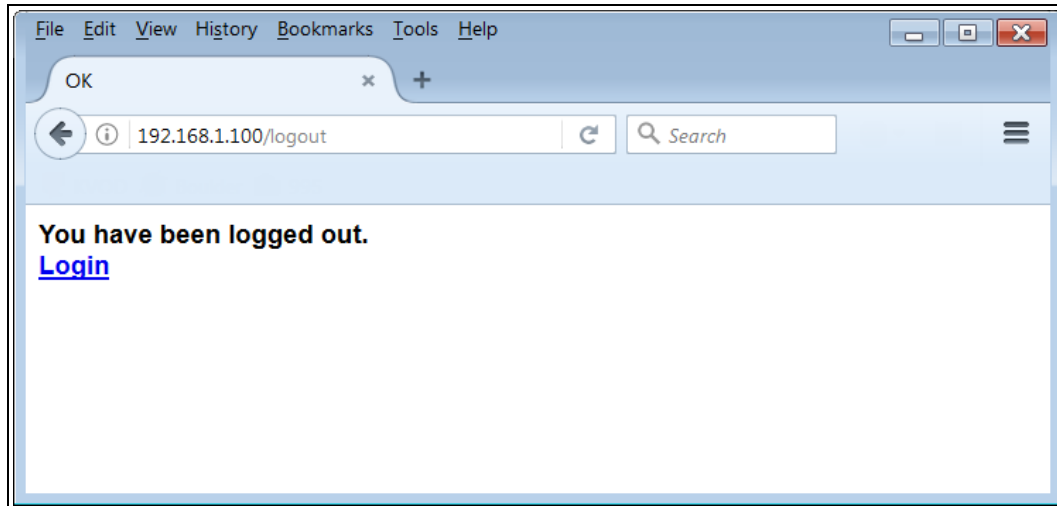 File Edit View History Bookmarks Tools Help
OK
192.168.1.100/logout Search
You have been logged out.
Login